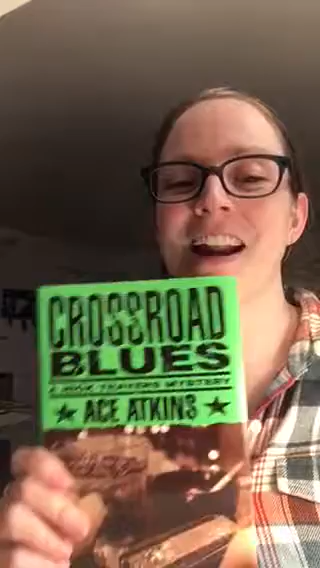 CROSSROAD
BLUES
A NICK TRAVERS MYSTERY
★ ACE ATKINS ★